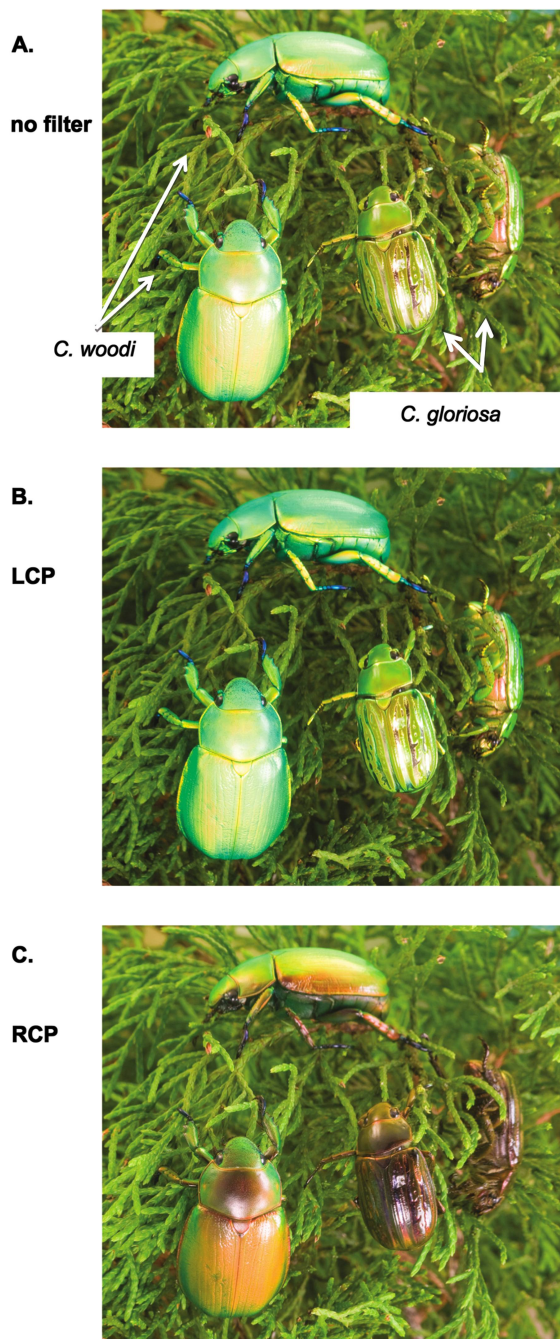 A.
no filter
C. woodi
C. gloriosa
B.
LCP
C.
RCP